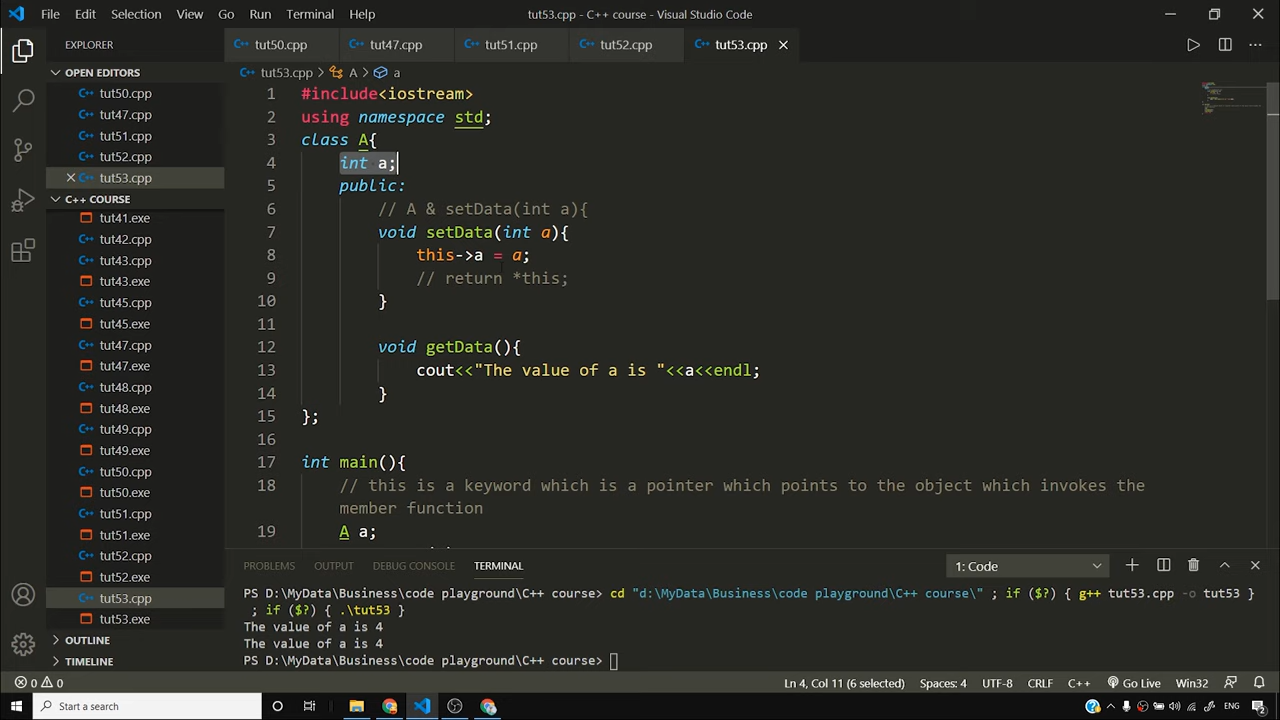 File Edit Selection View Go Run Terminal Help
tut53.cpp - C++ course - Visual Studio Code
EXPLORER
tut50.cpp tut47.cpp tut51.cpp tut52.cpp tut53.cpp
OPEN EDITORS
tut50.cpp
tut47.cpp
tut51.cpp
tut52.cpp
tut53.cpp
C++ COURSE
tut41.exe
tut42.cpp
tut43.cpp
tut43.exe
tut45.cpp
tut45.exe
tut47.cpp
tut47.exe
tut48.cpp
tut48.exe
tut49.cpp
tut49.exe
tut50.cpp
tut50.exe
tut51.cpp
tut51.exe
tut52.cpp
tut52.exe
tut53.cpp
tut53.exe
OUTLINE
TIMELINE
tut53.cpp > A > a
1 #include<iostream>
2 using namespace std;
3 class A{
4 int a;
5 public:
6 // A & setData(int a){
7 void setData(int a){
8 this->a = a;
9 // return *this;
10 }
11
12 void getData(){
13 cout<<"The value of a is "<<a<<endl;
14 }
15 };
16
17 int main(){
18 // this is a keyword which is a pointer which points to the object which invokes the
member function
19 A a;
PROBLEMS OUTPUT DEBUG CONSOLE TERMINAL
1: Code
PS D:\MyData\Business\code playground\C++ course> cd "d:\MyData\Business\code playground\C++ course\" ; if ($?) { g++ tut53.cpp -o tut53 }
; if ($?) { .\tut53 }
The value of a is 4
The value of a is 4
PS D:\MyData\Business\code playground\C++ course>
0 0
Ln 4, Col 11 (6 selected) Spaces: 4 UTF-8 CRLF C++ Go Live Win32
Start a search
ENG
2